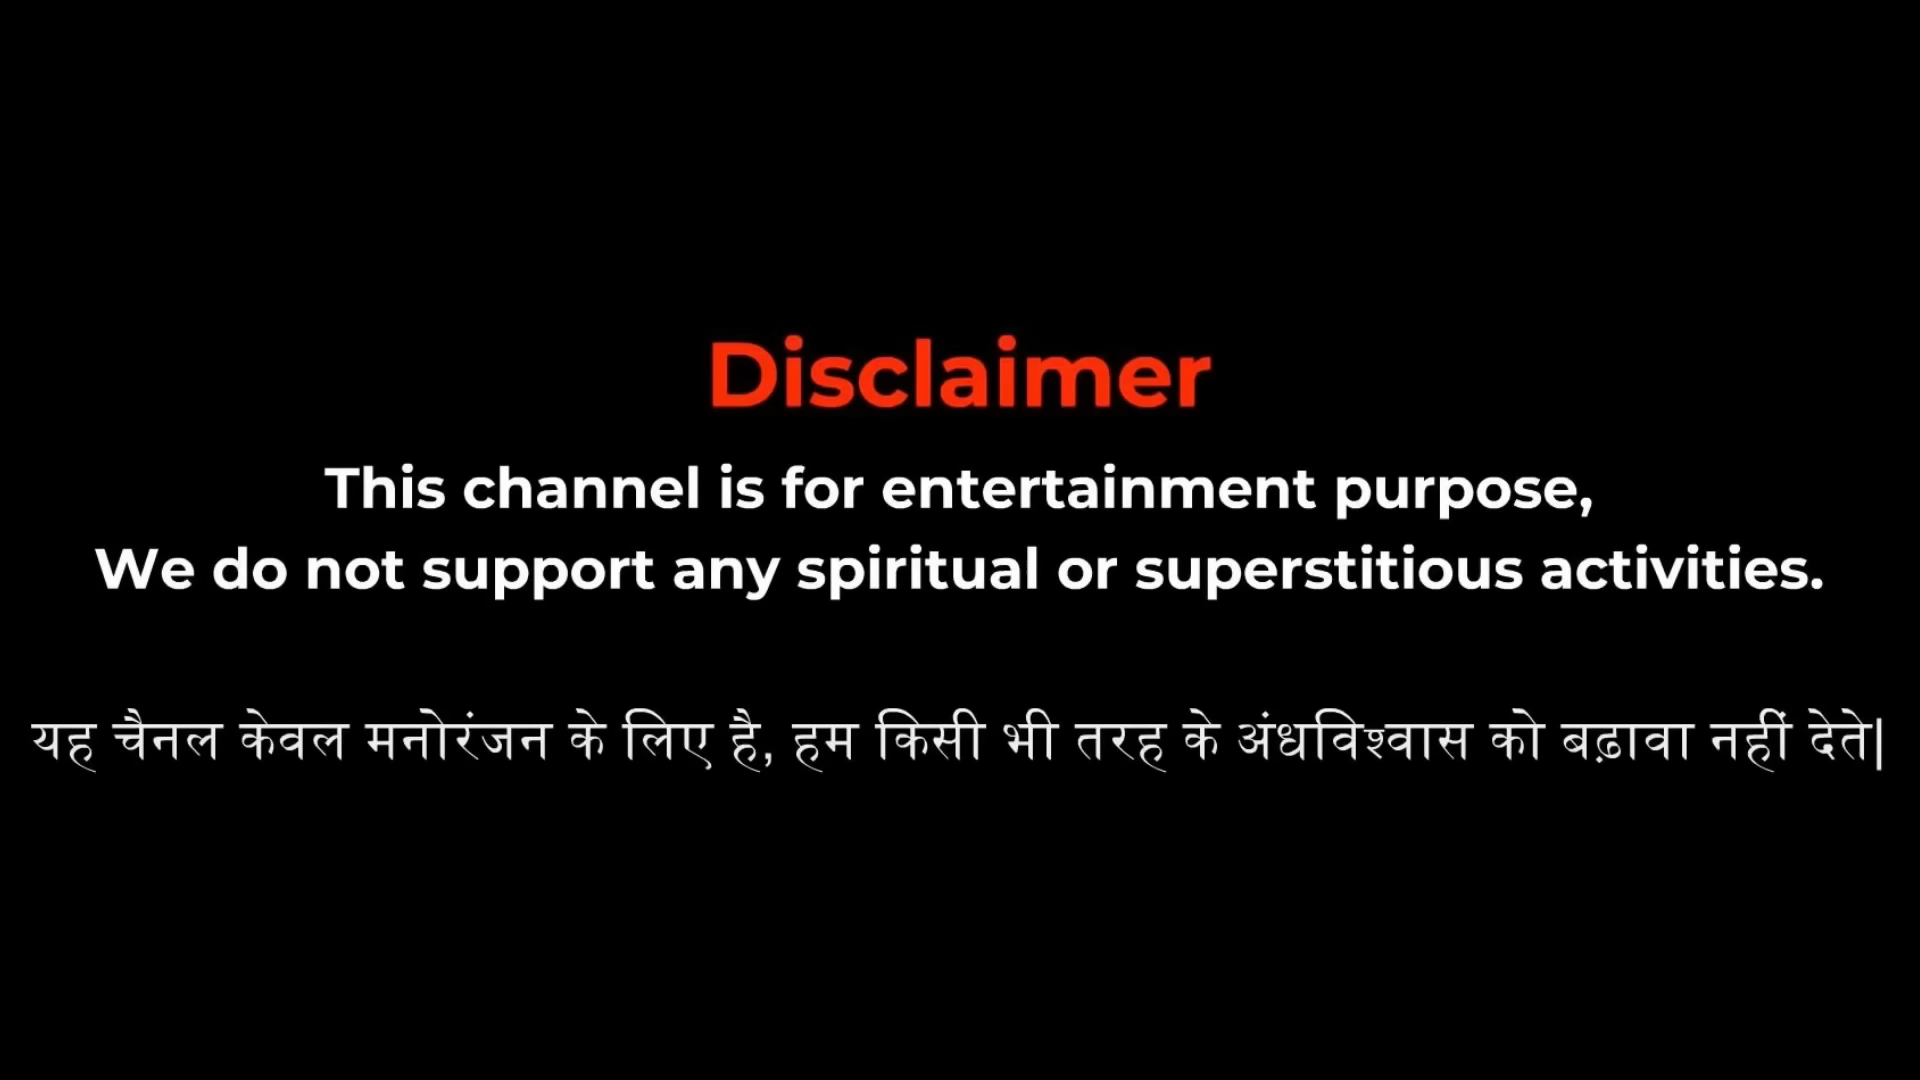 Disclaimer
This channel is for entertainment purpose,
We do not support any spiritual or superstitious activities.
यह चैनल केवल मनोरंजन के लिए है, हम किसी भी तरह के अंधविश्वास को बढ़ावा नहीं देते|